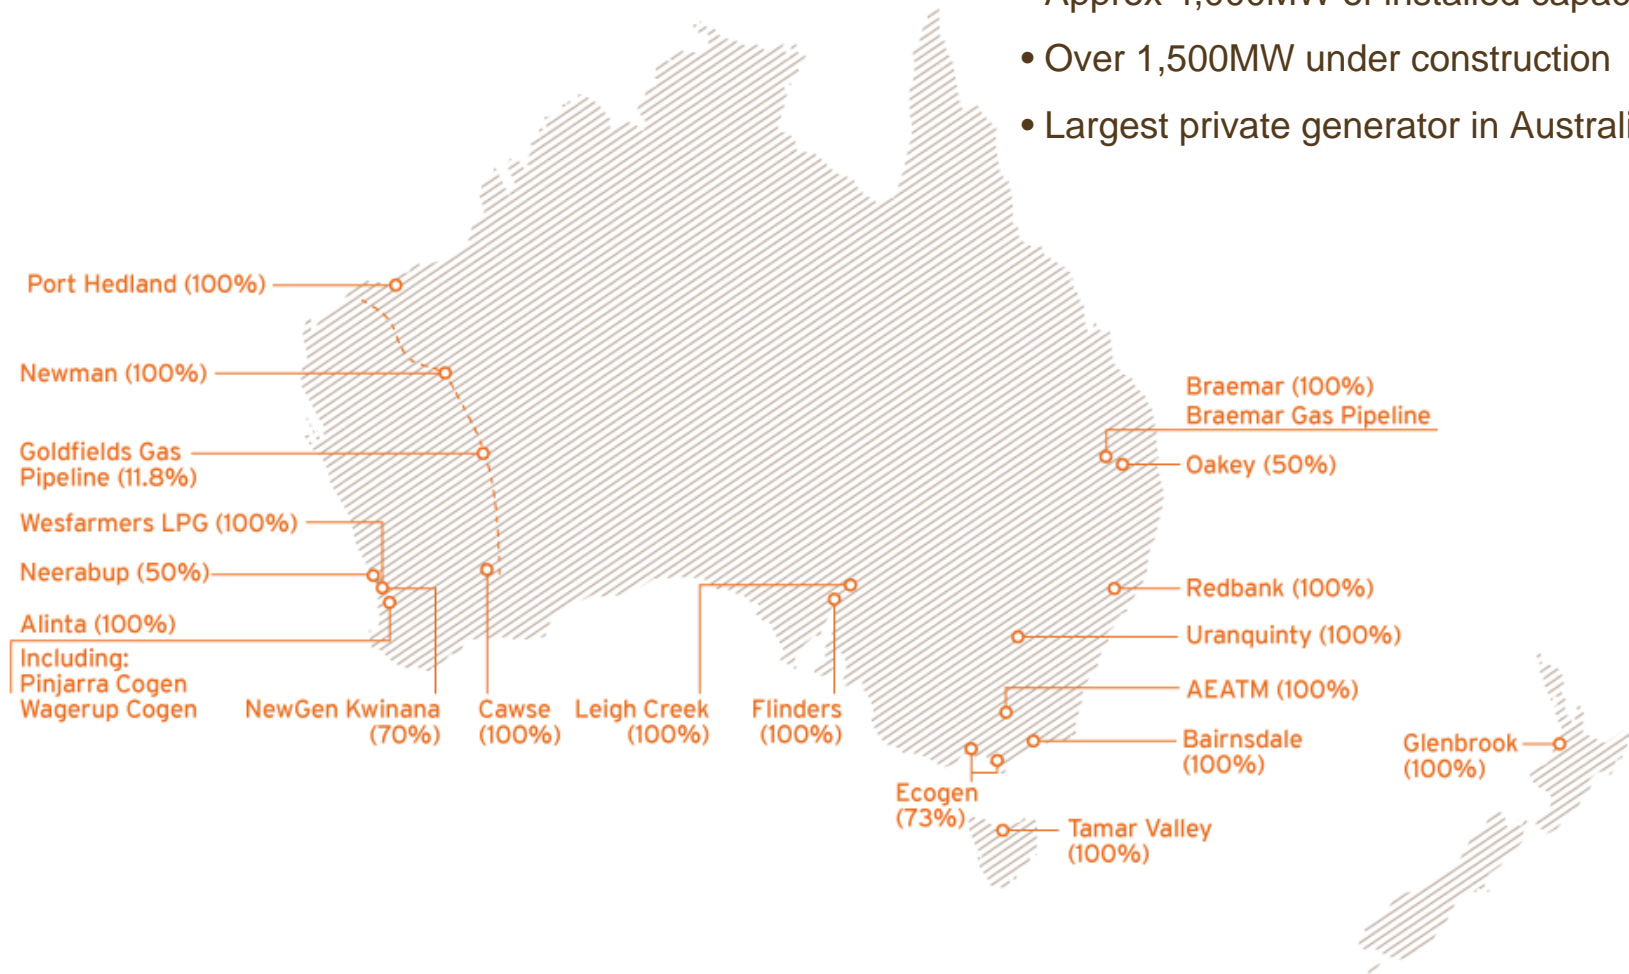 • Over 1,500MW under construction
• Largest private generator in Australi
Port Hedland (100%)
Newman (100%)
Goldfields Gas
Pipeline (11.8%)
Wesfarmers LPG (100%)
Neerabup (50%)
Alinta (100%)
Including:
Pinjarra Cogen
Wagerup Cogen
NewGen Kwinana
(70%)
Cawse
(100%)
Leigh Creek
(100%)
Flinders
(100%)
Braemar (100%)
Braemar Gas Pipeline
Oakey (50%)
Redbank (100%)
Uranquinty (100%)
AEATM (100%)
Bairnsdale
(100%)
Ecogen
(73%)
Tamar Valley
(100%)
Glenbrook
(100%)